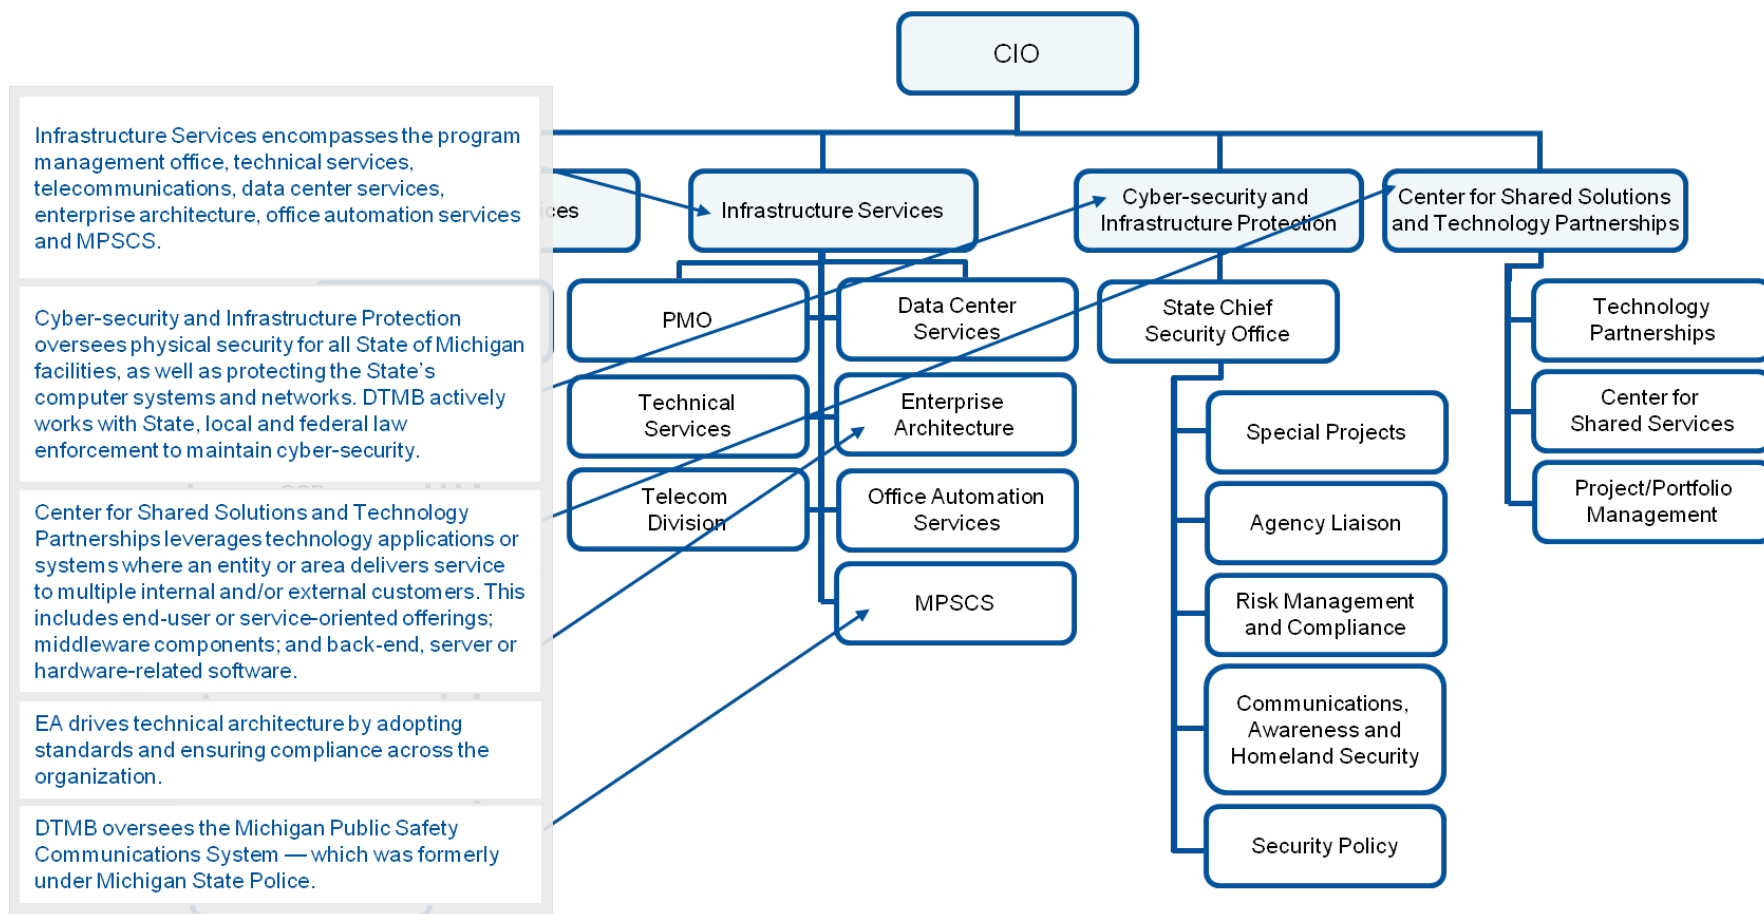 CIO
Infrastructure Services encompasses the program
management office, technical services,
telecommunications, data center services,
enterprise architecture, office automation services
and MPSCS.
Cyber-security and Infrastructure Protection
oversees physical security for all State of Michigan
facilities, as well as protecting the State’s
computer systems and networks. DTMB actively
works with State, local and federal law
enforcement to maintain cyber-security.
Center for Shared Solutions and Technology
Partnerships leverages technology applications or
systems where an entity or area delivers service
to multiple internal and/or external customers. This
includes end-user or service-oriented offerings;
middleware components; and back-end, server or
hardware-related software.
EA drives technical architecture by adopting
standards and ensuring compliance across the
organization.
DTMB oversees the Michigan Public Safety
Communications System — which was formerly
under Michigan State Police.
Infrastructure Services
PMO
Technical
Services
Telecom
Division
Data Center
Services
Enterprise
Architecture
Office Automation
Services
MPSCS
Cyber-security and
Infrastructure Protection
State Chief
Security Office
Special Projects
Agency Liaison
Risk Management
and Compliance
Communications,
Awareness and
Homeland Security
Security Policy
Center for Shared Solutions
and Technology Partnerships
Technology
Partnerships
Center for
Shared Services
Project/Portfolio
Management